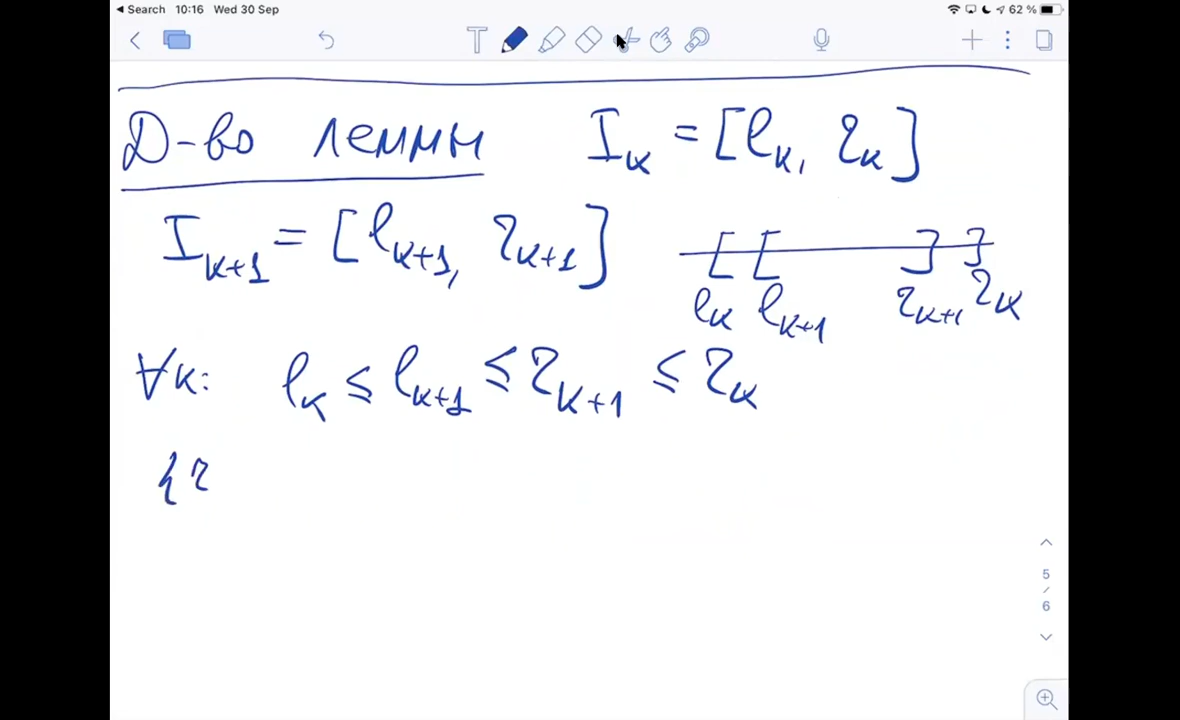 Search 10:16 Wed 30 Sep 62 %
T
Д-во леммы I_k = [l_k, r_k]
I_{k+1} = [l_{k+1}, r_{k+1}]
[ [ ] ]
l_k l_{k+1} r_{k+1} r_k
∀k: l_k ≤ l_{k+1} ≤ r_{k+1} ≤ r_k
{r
5
/
6